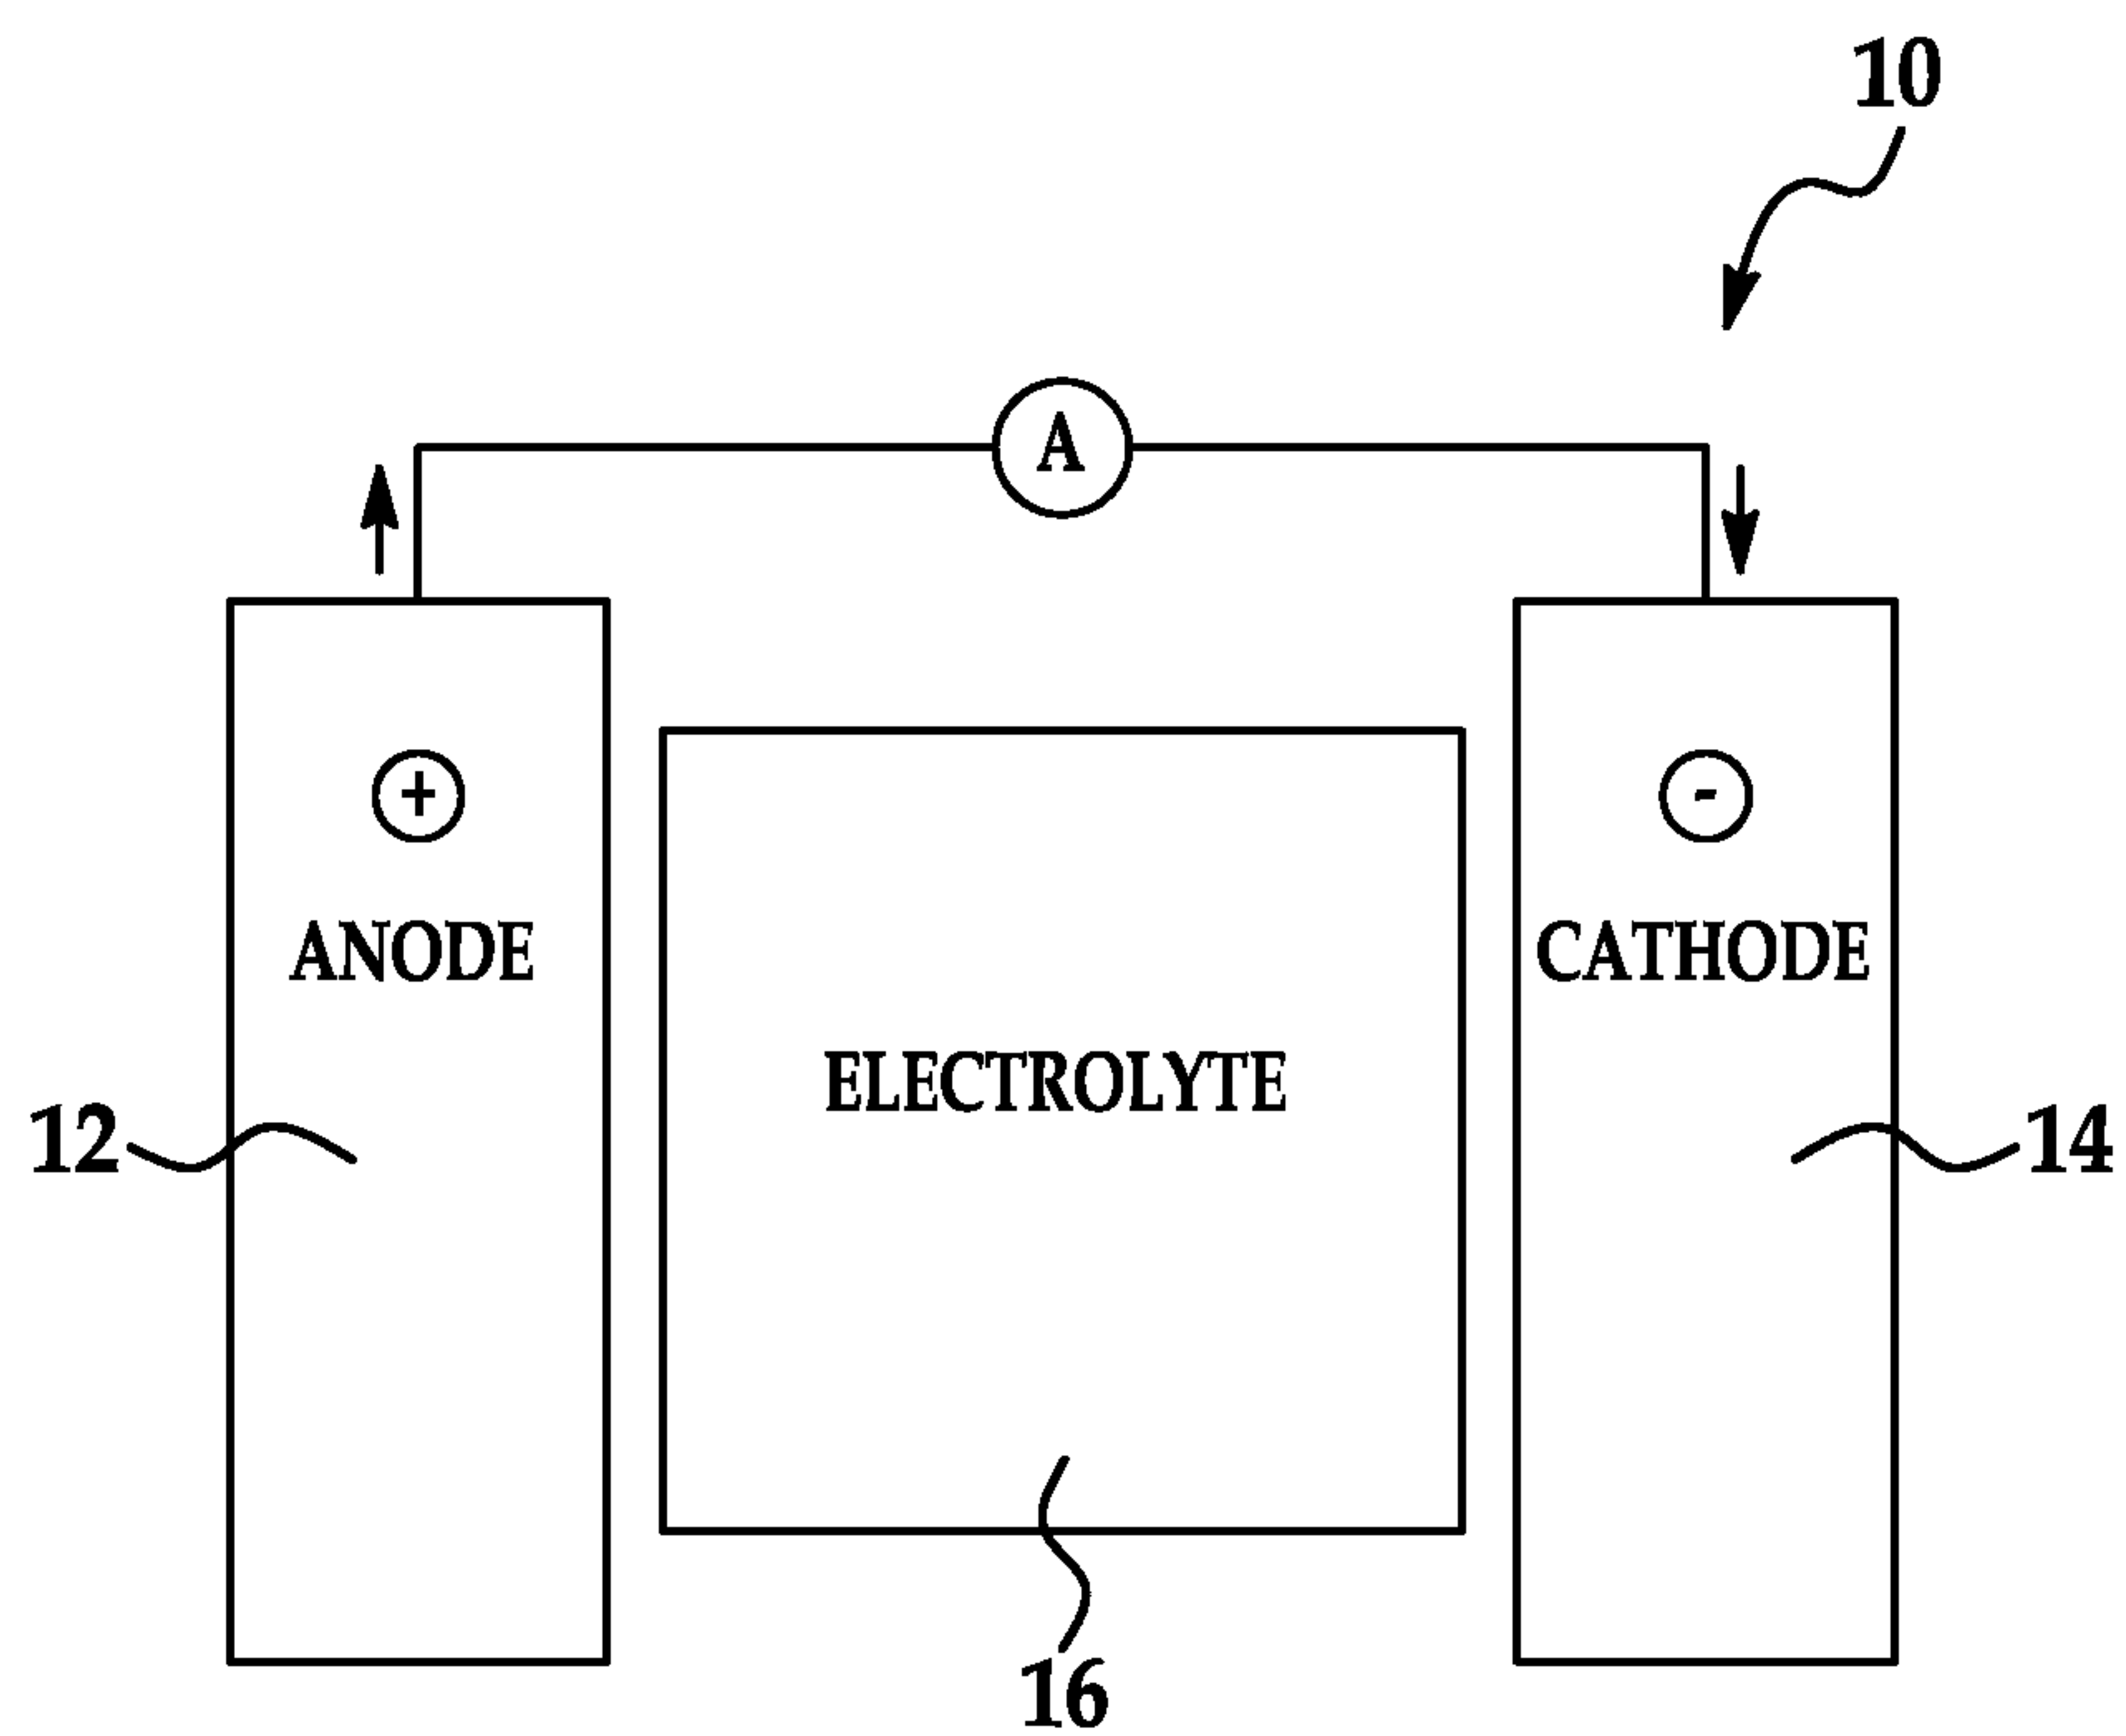 10
A
+
-
ANODE
CATHODE
ELECTROLYTE
12
14
16